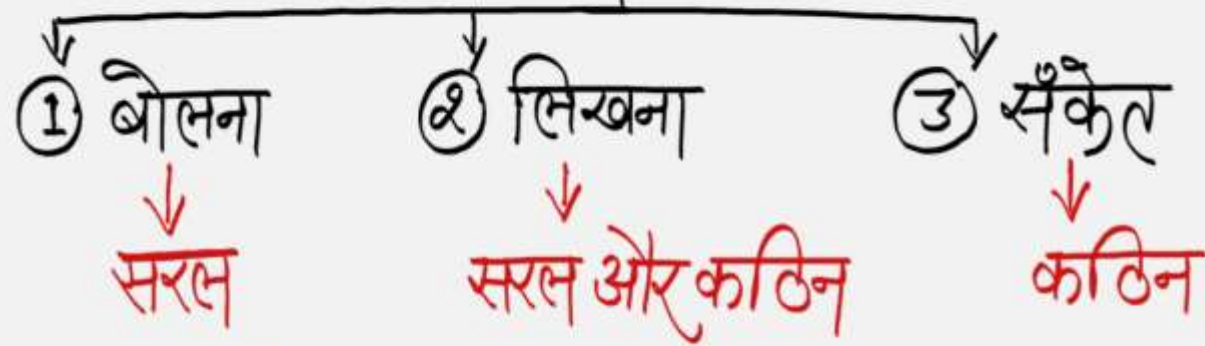 ① बोलना ② लिखना ③ सँकेत
सरल सरल और कठिन कठिन